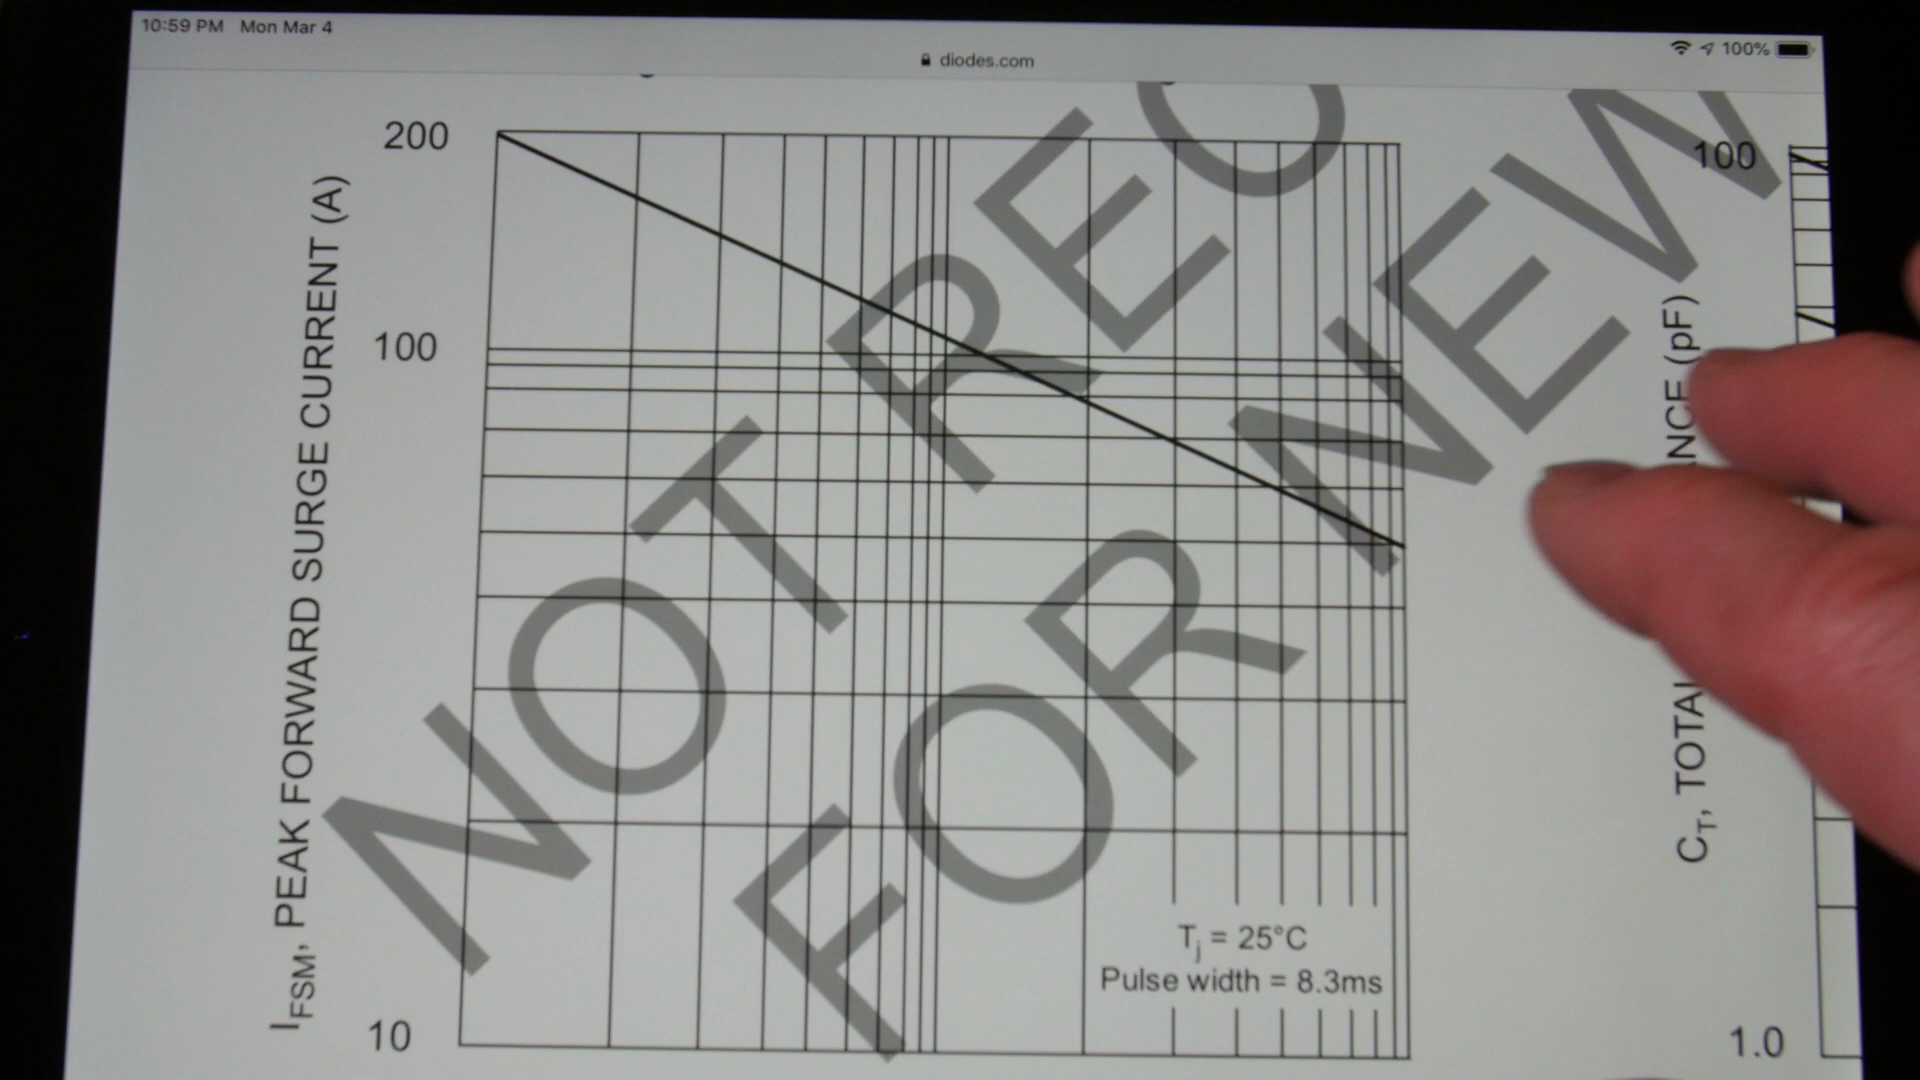 10:59 PM Mon Mar 4
100%
diodes.com
200
100
10
IFSM, PEAK FORWARD SURGE CURRENT (A)
NOT REC
FOR NEW
Tj = 25°C
Pulse width = 8.3ms
100
CT, TOTAL
(pF)
1.0